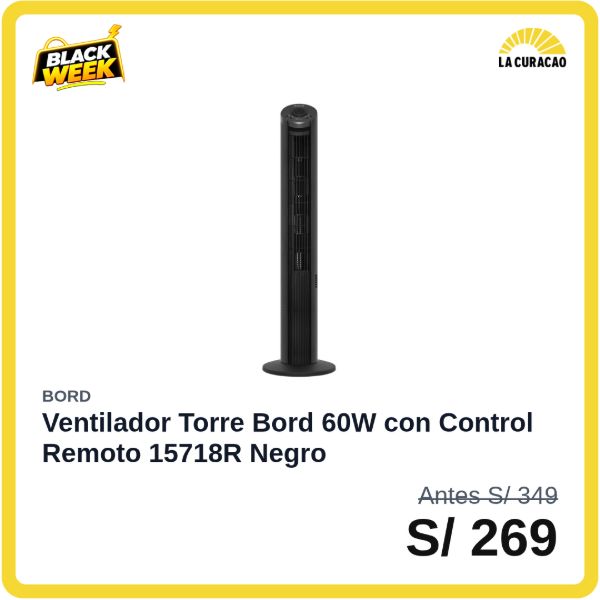 BLACK
WEEK
LA CURACAO
BORD
Ventilador Torre Bord 60W con Control
Remoto 15718R Negro
Antes S/ 349
S/ 269